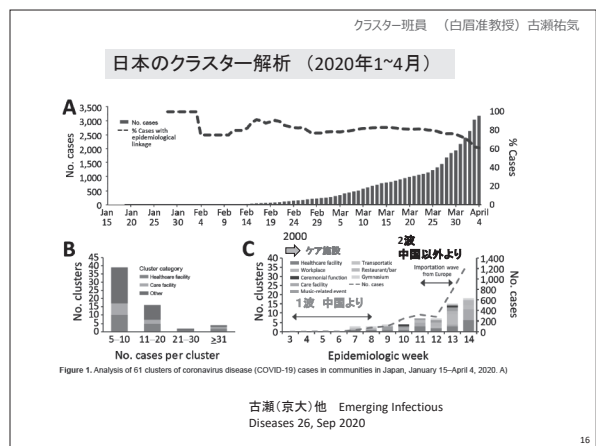 クラスター班員　（白眉准教授）古瀬祐気
日本のクラスター解析　（2020年1~4月）
A
3,500
3,000
2,500
2,000
1,500
1,000
500
0
No. cases
No. cases
% Cases with
epidemiological
linkage
100
80
60
40
20
0
% Cases
Jan Jan Jan Jan Feb Feb Feb Feb Feb Feb Mar Mar Mar Mar Mar Mar April
15 20 25 30 4 9 14 19 24 29 5 10 15 20 25 30 4
2000
B
45
40
35
30
25
20
15
10
5
0
No. clusters
Cluster category
Healthcare facility
Care facility
Other
5–10 11–20 21–30 ≥31
No. cases per cluster
C
ケア施設
2波
中国以外より
40
35
30
25
20
15
10
5
0
No. clusters
Healthcare facility
Workplace
Ceremonial function
Care facility
Music-related event
Transportatic
Restaurant/bar
Gymnasium
No. cases
Importation wave
from Europe
1波 中国より
1,400
1,200
1,000
800
600
400
200
0
No. cases
3 4 5 6 7 8 9 10 11 12 13 14
Epidemiologic week
Figure 1. Analysis of 61 clusters of coronavirus disease (COVID-19) cases in communities in Japan, January 15–April 4, 2020. A)
古瀬（京大）他　Emerging Infectious
Diseases 26, Sep 2020
16